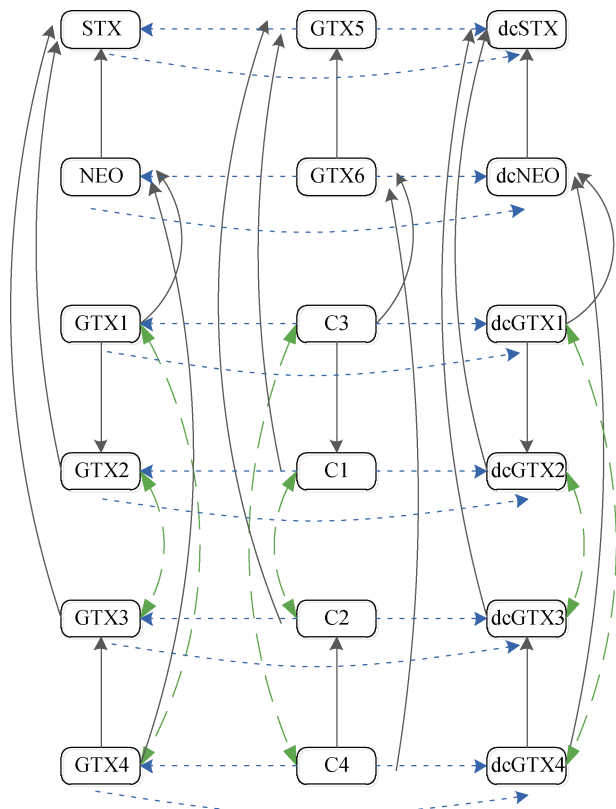 STX GTX5 dcSTX
NEO GTX6 dcNEO
GTX1 C3 dcGTX1
GTX2 C1 dcGTX2
GTX3 C2 dcGTX3
GTX4 C4 dcGTX4